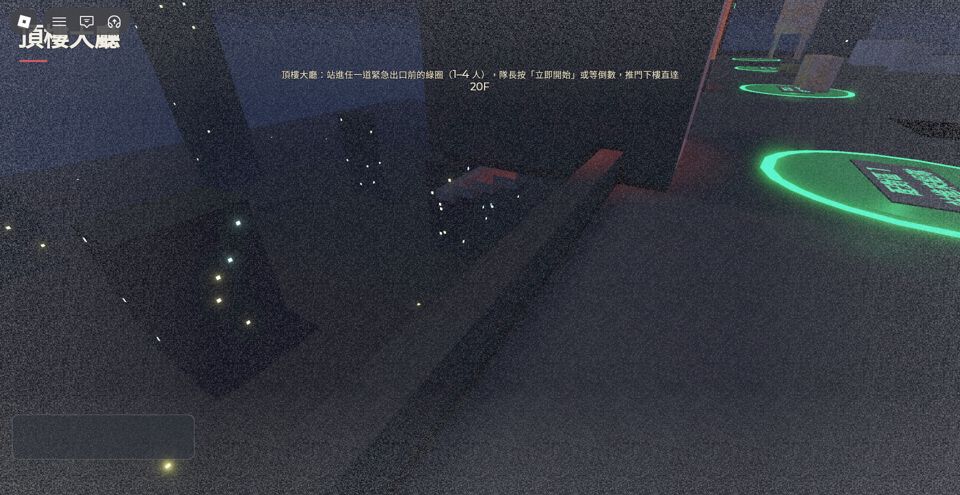 頂樓大廳
頂樓大廳：站進任一道緊急出口前的綠圈（1–4 人），隊長按「立即開始」或等倒數，推門下樓直達
20F